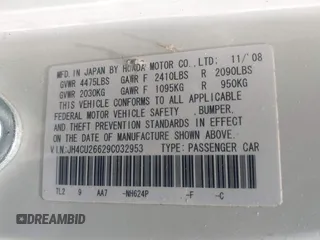 MFD. IN JAPAN BY HONDA MOTOR CO.,LTD. 11/'08
GVWR 4475LBS GAWR F 2410LBS R 2090LBS
GVWR 2030KG GAWR F 1095KG R 950KG
THIS VEHICLE CONFORMS TO ALL APPLICABLE
FEDERAL MOTOR VEHICLE SAFETY ,BUMPER,
AND THEFT PREVENTION STANDARDS IN EFFECT
ON THE DATE OF MANUFACTURE SHOWN ABOVE.
V.I.N:JH4CU26629C032953 TYPE: PASSENGER CAR
TL2 9 AA7 -NH624P -F -C
DREAMBID
DreamBid.com